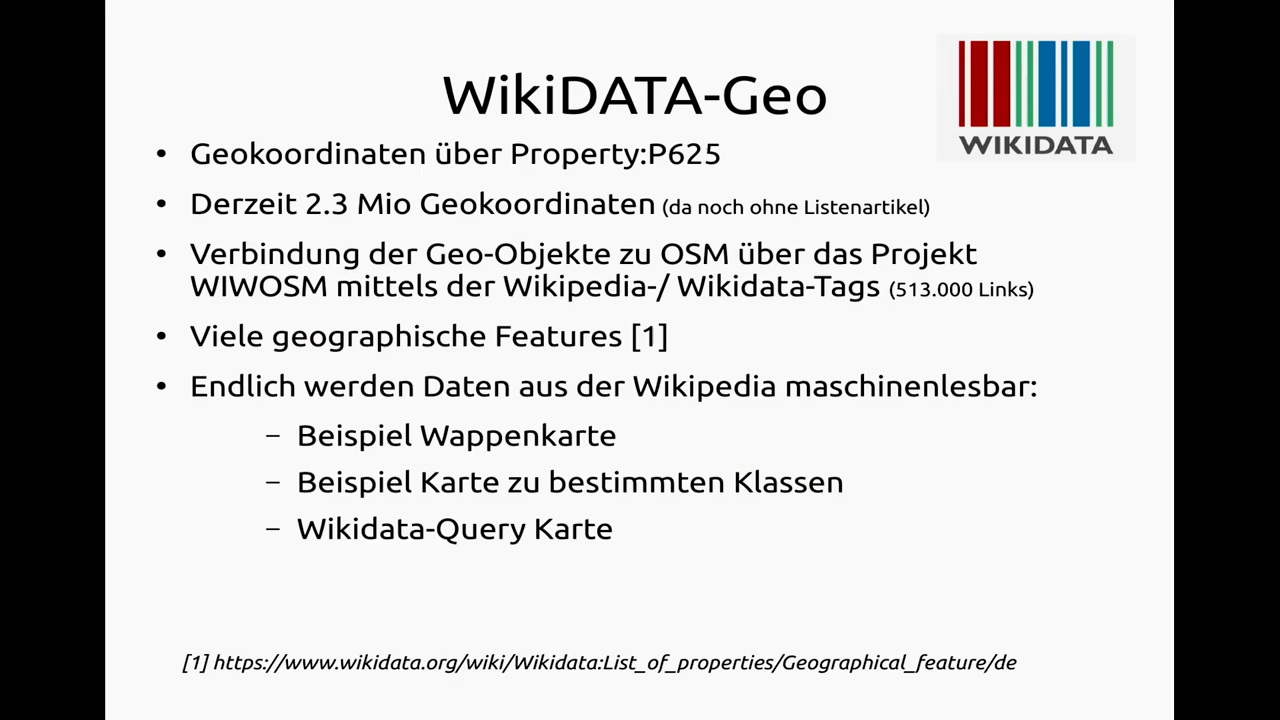 WikiDATA-Geo
WIKIDATA
• Geokoordinaten über Property:P625
• Derzeit 2.3 Mio Geokoordinaten (da noch ohne Listenartikel)
• Verbindung der Geo-Objekte zu OSM über das Projekt
WIWOSM mittels der Wikipedia-/ Wikidata-Tags (513.000 Links)
• Viele geographische Features [1]
• Endlich werden Daten aus der Wikipedia maschinenlesbar:
– Beispiel Wappenkarte
– Beispiel Karte zu bestimmten Klassen
– Wikidata-Query Karte
[1] https://www.wikidata.org/wiki/Wikidata:List_of_properties/Geographical_feature/de